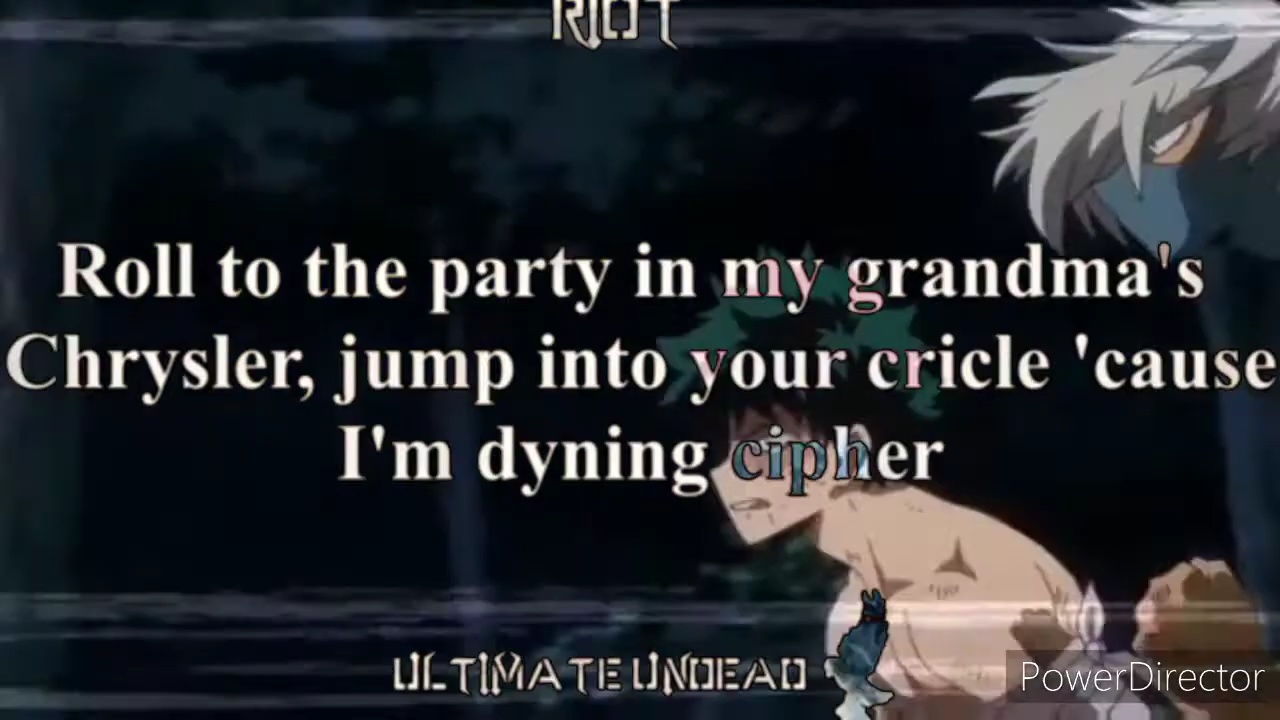 RIOT
Roll to the party in my grandma's
Chrysler, jump into your cricle 'cause
I'm dyning cipher
ULTIMATE UNDEAD
PowerDirector